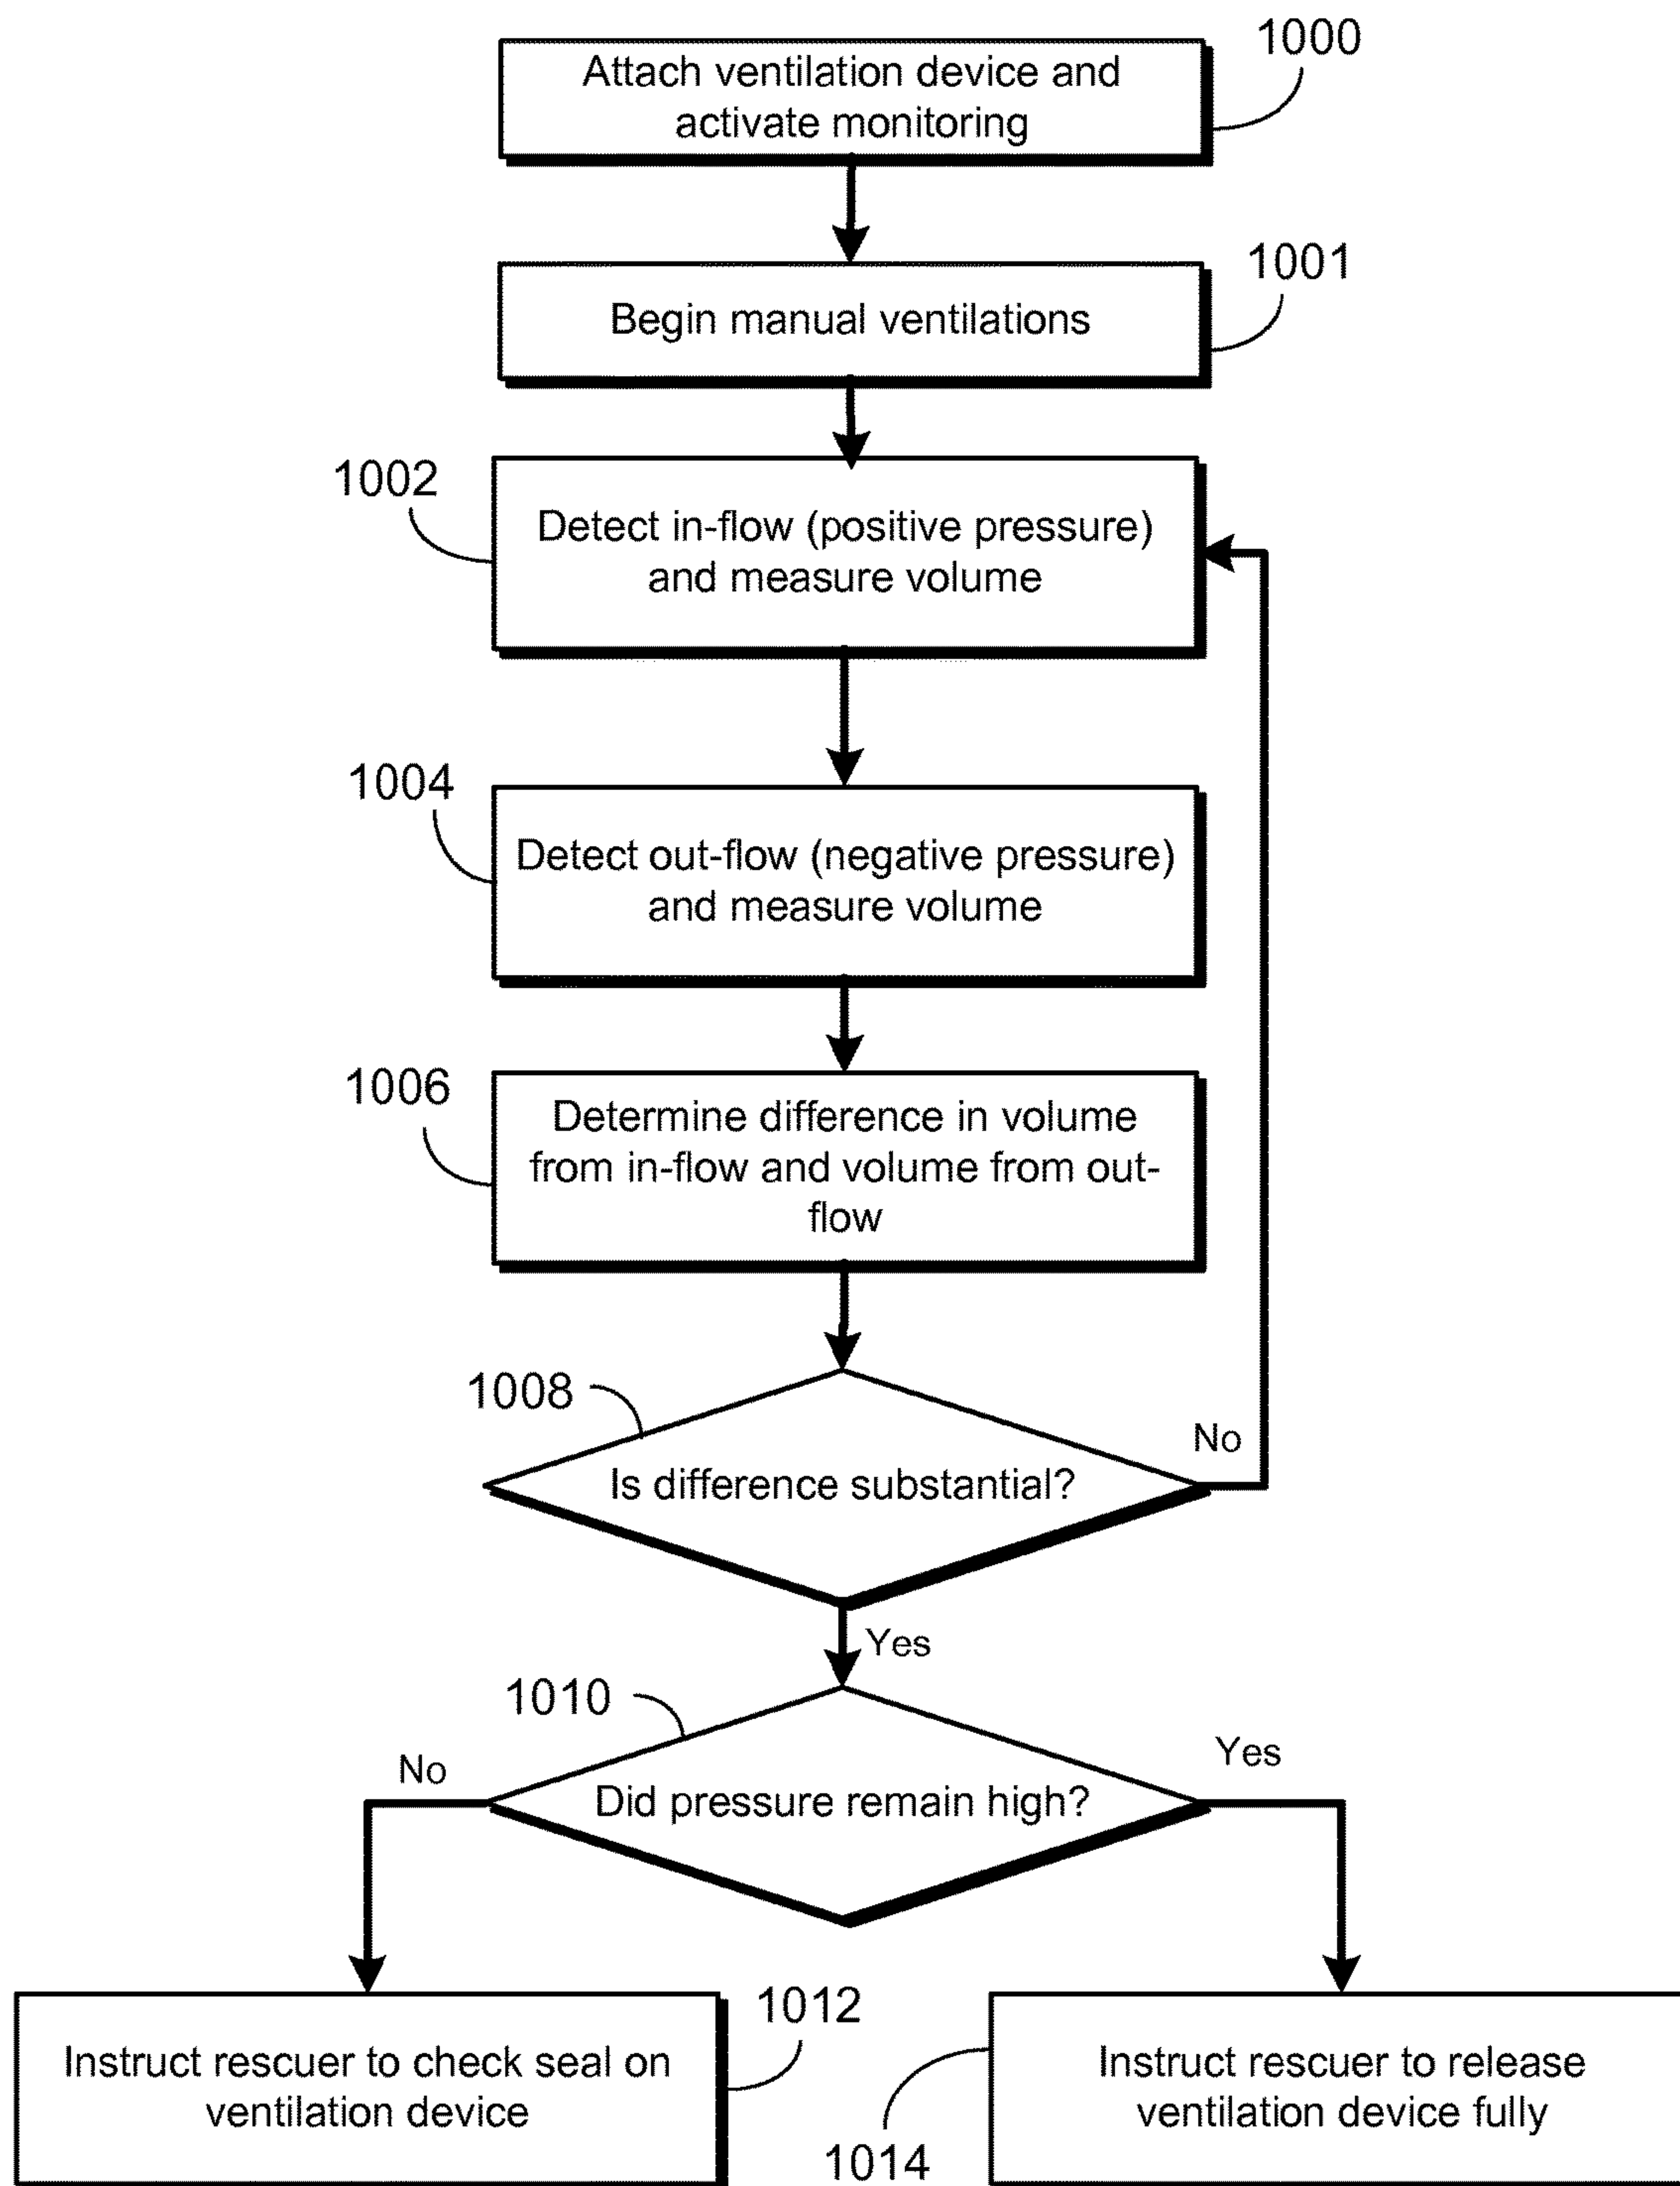 1000
Attach ventilation device and
activate monitoring
1001
Begin manual ventilations
1002
Detect in-flow (positive pressure)
and measure volume
1004
Detect out-flow (negative pressure)
and measure volume
1006
Determine difference in volume
from in-flow and volume from out-
flow
1008
No
Is difference substantial?
Yes
1010
No
Yes
Did pressure remain high?
1012
Instruct rescuer to check seal on
ventilation device
Instruct rescuer to release
ventilation device fully
1014